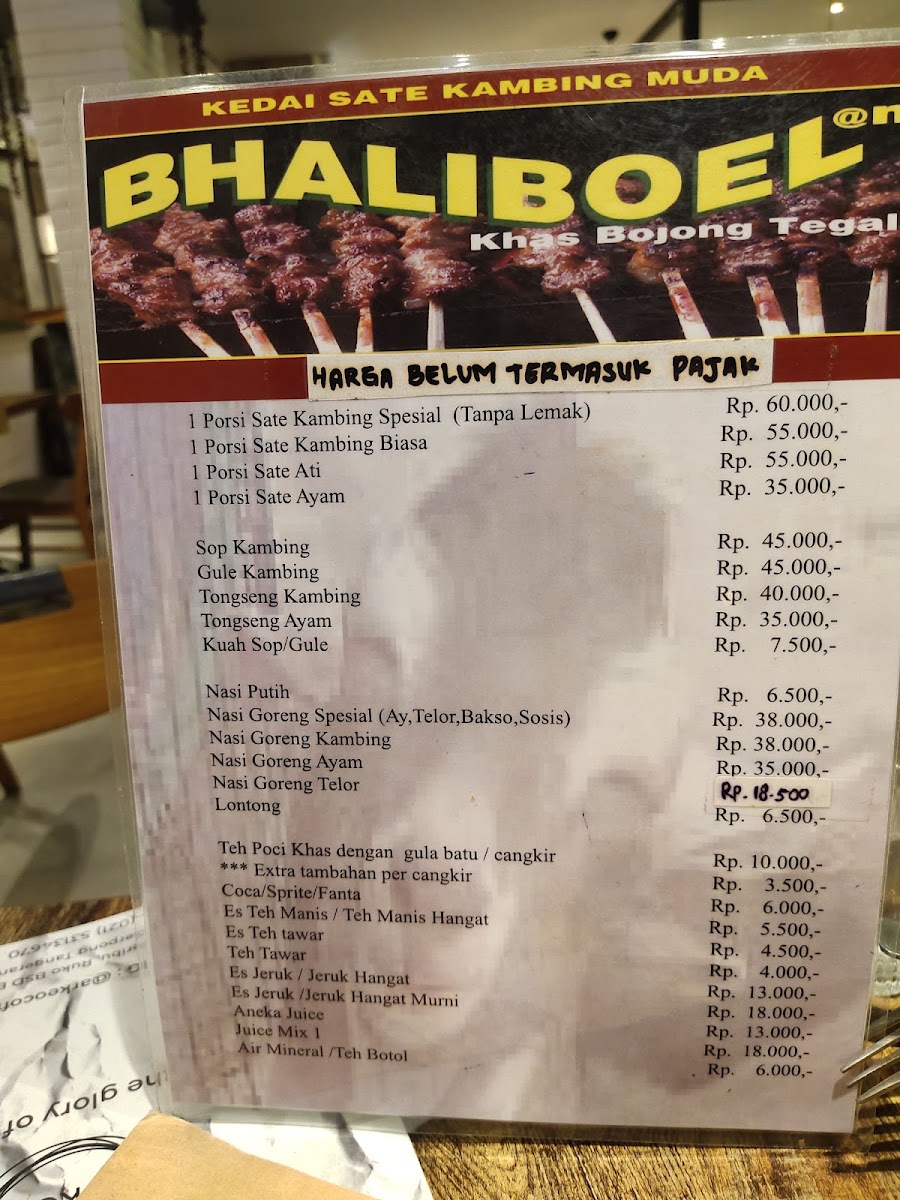 KEDAI SATE KAMBING MUDA
BHALIBOEL
Khas Bojong Tegal
HARGA BELUM TERMASUK PAJAK
1 Porsi Sate Kambing Spesial (Tanpa Lemak) Rp. 60.000,-
1 Porsi Sate Kambing Biasa Rp. 55.000,-
1 Porsi Sate Ati Rp. 55.000,-
1 Porsi Sate Ayam Rp. 35.000,-
Sop Kambing Rp. 45.000,-
Gule Kambing Rp. 45.000,-
Tongseng Kambing Rp. 40.000,-
Tongseng Ayam Rp. 35.000,-
Kuah Sop/Gule Rp. 7.500,-
Nasi Putih Rp. 6.500,-
Nasi Goreng Spesial (Ay,Telor,Bakso,Sosis) Rp. 38.000,-
Nasi Goreng Kambing Rp. 38.000,-
Nasi Goreng Ayam Rp. 35.000,-
Nasi Goreng Telor RP. 18-500
Lontong Rp. 6.500,-
Teh Poci Khas dengan gula batu / cangkir Rp. 10.000,-
*** Extra tambahan per cangkir Rp. 3.500,-
Coca/Sprite/Fanta Rp. 6.000,-
Es Teh Manis / Teh Manis Hangat Rp. 5.500,-
Es Teh tawar Rp. 4.500,-
Teh Tawar Rp. 4.000,-
Es Jeruk / Jeruk Hangat Rp. 13.000,-
Es Jeruk /Jeruk Hangat Murni Rp. 18.000,-
Aneka Juice Rp. 13.000,-
Juice Mix 1 Rp. 18.000,-
Air Mineral /Teh Botol Rp. 6.000,-
(021) 53134670
Ruko BSD
glory of